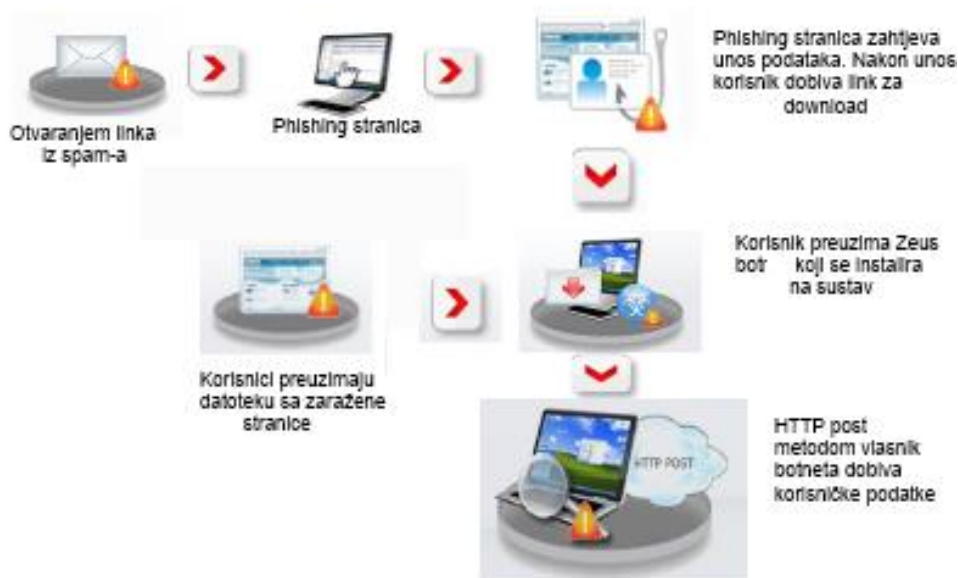 Otvaranjem linka
iz spam-a
Phishing stranica
Phishing stranica zahtjeva
unos podataka. Nakon unos
korisnik dobiva link za
download
Korisnik preuzima Zeus
botr koji se instalira
na sustav
Korisnici preuzimaju
datoteku sa zaražene
stranice
HTTP POST
HTTP post
metodom vlasnik
botneta dobiva
korisničke podatke